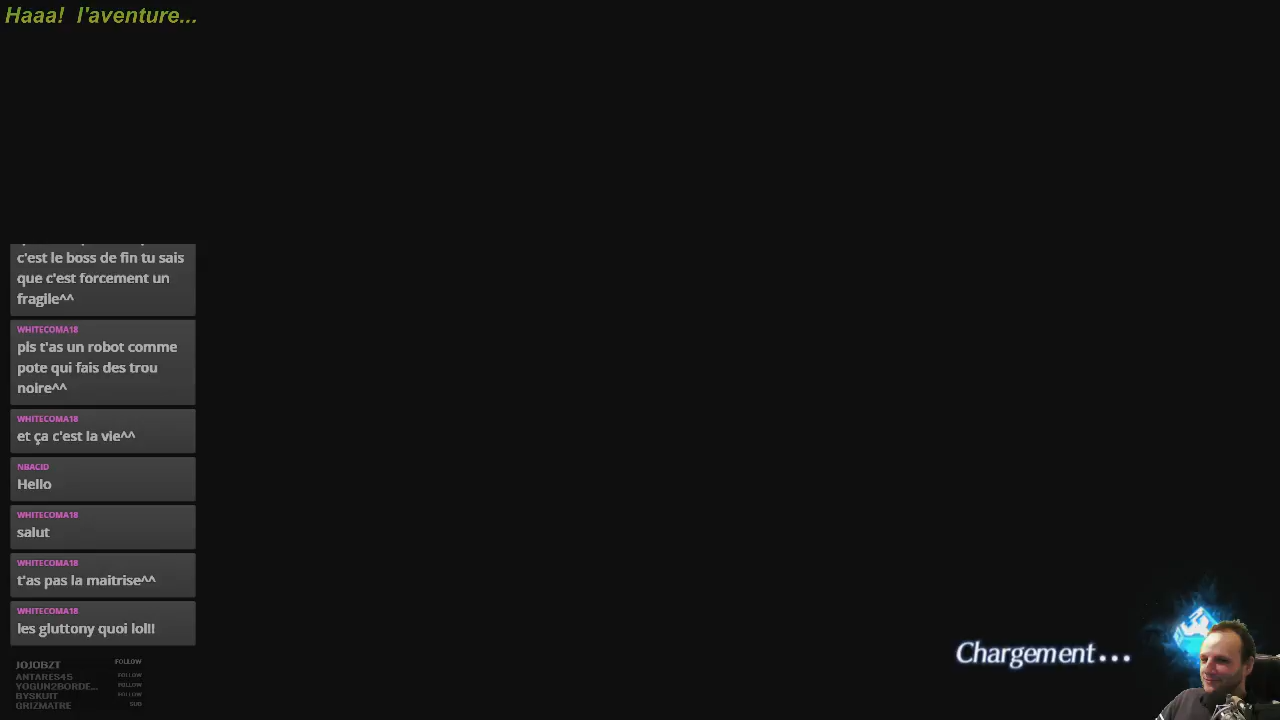 Haaa! l'aventure...
c'est le boss de fin tu sais
que c'est forcement un
fragile^^
WHITECOMA18
pls t'as un robot comme
pote qui fais des trou
noire^^
WHITECOMA18
et ça c'est la vie^^
NBACID
Hello
WHITECOMA18
salut
WHITECOMA18
t'as pas la maitrise^^
WHITECOMA18
les gluttony quoi lol!!
JOJOBZT FOLLOW
ANTARES45 FOLLOW
YOGUN2BORDE... FOLLOW
BYSKUIT FOLLOW
GRIZMATRE SUB
Chargement...